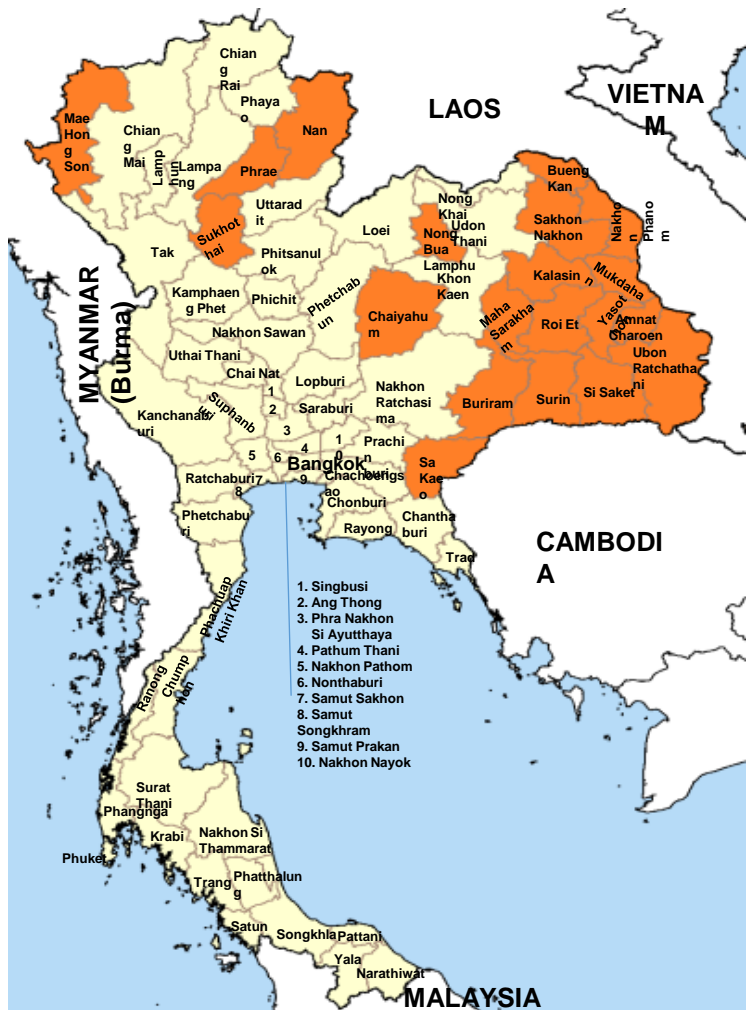 Chian
g
Rai
Phaya
o
LAOS
VIETNA
M
Mae
Hon
g
Son
Chian
g
Mai
Lamp
hun
Lampa
ng
Nan
Phrae
Bueng
Kan
Nong
Khai
Udon
Thani
Nong
Bua
Lamphu
Loei
Uttarad
it
Sukhot
hai
Sakhon
Nakhon
Nakho
n
Phano
m
Tak
Phitsanul
ok
Khon
Kaen
Kalasin
Mukdaha
n
Kamphaen
g Phet
Phichit
Phetchab
un
Chaiyahu
m
Maha
Sarakha
m
Roi Et
Yasot
hon
Amnat
Charoen
Ubon
Ratchatha
ni
MYANMAR
(Burma)
Nakhon Sawan
Uthai Thani
Chai Nat
Lopburi
Nakhon
Ratchasi
ma
Buriram
Surin
Si Saket
1
2
3
4
5
6
7
8
9
1
0
Suphanb
uri
Saraburi
Kanchanab
uri
Prachin
buri
Bangkok
Sa
Kae
o
Ratchaburi
Chachoengs
ao
Chonburi
Phetchabu
ri
Rayong
Chantha
buri
Trad
CAMBODI
A
Phachuap
Khiri Khan
1. Singbusi
2. Ang Thong
3. Phra Nakhon
Si Ayutthaya
4. Pathum Thani
5. Nakhon Pathom
6. Nonthaburi
7. Samut Sakhon
8. Samut
Songkhram
9. Samut Prakan
10. Nakhon Nayok
Ranong
Chump
hon
Surat
Thani
Phangnga
Krabi
Nakhon Si
Thammarat
Phuket
Trang
Phatthalun
g
Satun
Songkhla
Pattani
Yala
Narathiwat
MALAYSIA